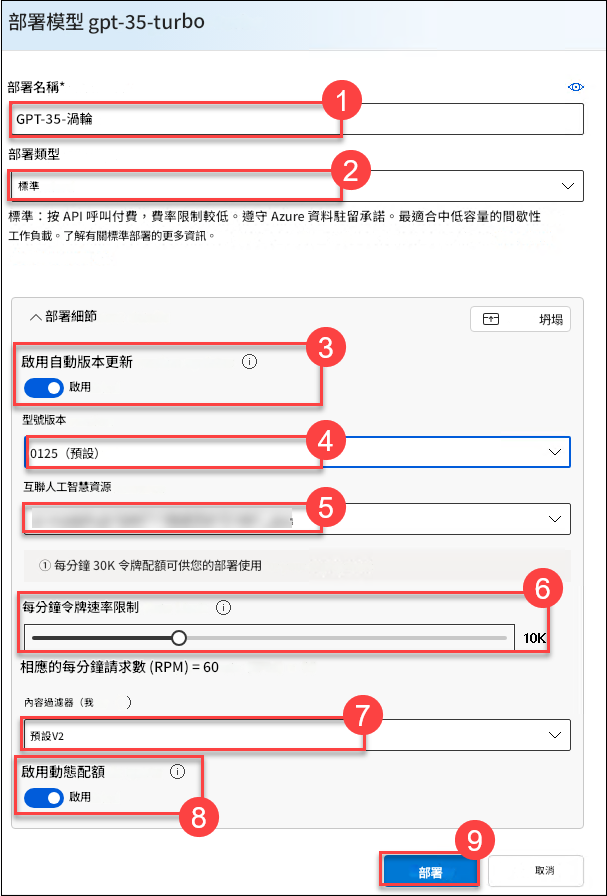 部署模型 gpt-35-turbo
部署名稱*
1
GPT-35-渦輪
部署類型
2
標準
標準：按 API 呼叫付費，費率限制較低。遵守 Azure 資料駐留承諾。最適合中低容量的間歇性
工作負載。了解有關標準部署的更多資訊。
部署細節
坍塌
3
啟用自動版本更新
啟用
型號版本
4
0125（預設）
互聯人工智慧資源
5
每分鐘 30K 令牌配額可供您的部署使用
6
每分鐘令牌速率限制
10K
相應的每分鐘請求數 (RPM) = 60
內容過濾器（我 ）
7
預設V2
啟用動態配額
啟用
8
9
部署
取消